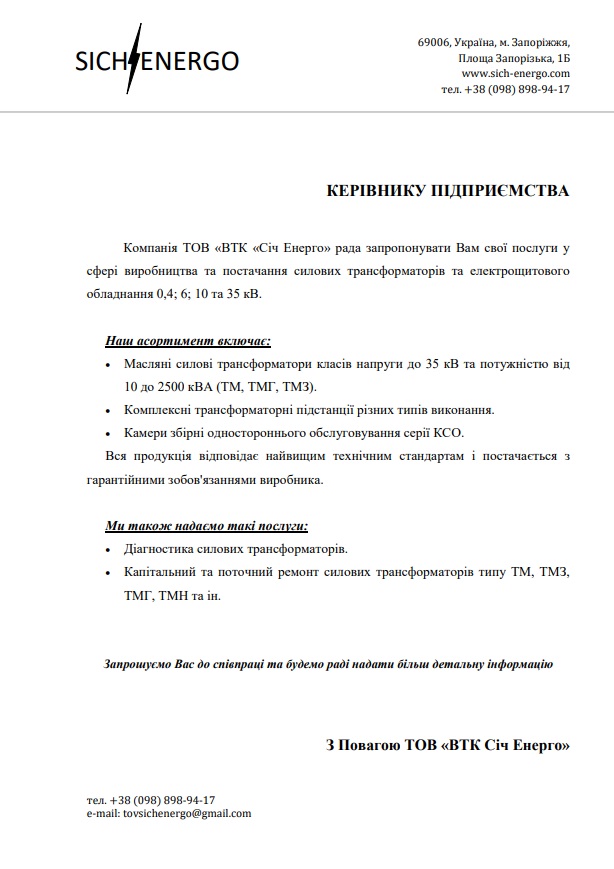 SICH ENERGO
69006, Україна, м. Запоріжжя,
Площа Запорізька, 1Б
www.sich-energo.com
тел. +38 (098) 898-94-17
КЕРІВНИКУ ПІДПРИЄМСТВА
Компанія ТОВ «ВТК «Січ Енерго» рада запропонувати Вам свої послуги у
сфері виробництва та постачання силових трансформаторів та електрощитового
обладнання 0,4; 6; 10 та 35 кВ.
Наш асортимент включає:
• Масляні силові трансформатори класів напруги до 35 кВ та потужністю від
10 до 2500 кВА (ТМ, ТМГ, ТМЗ).
• Комплексні трансформаторні підстанції різних типів виконання.
• Камери збірні одностороннього обслуговування серії КСО.
Вся продукція відповідає найвищим технічним стандартам і постачається з
гарантійними зобов'язаннями виробника.
Ми також надаємо такі послуги:
• Діагностика силових трансформаторів.
• Капітальний та поточний ремонт силових трансформаторів типу ТМ, ТМЗ,
ТМГ, ТМН та ін.
Запрошуємо Вас до співпраці та будемо раді надати більш детальну інформацію
З Повагою ТОВ «ВТК Січ Енерго»
тел. +38 (098) 898-94-17
e-mail: tovsichenergo@gmail.com